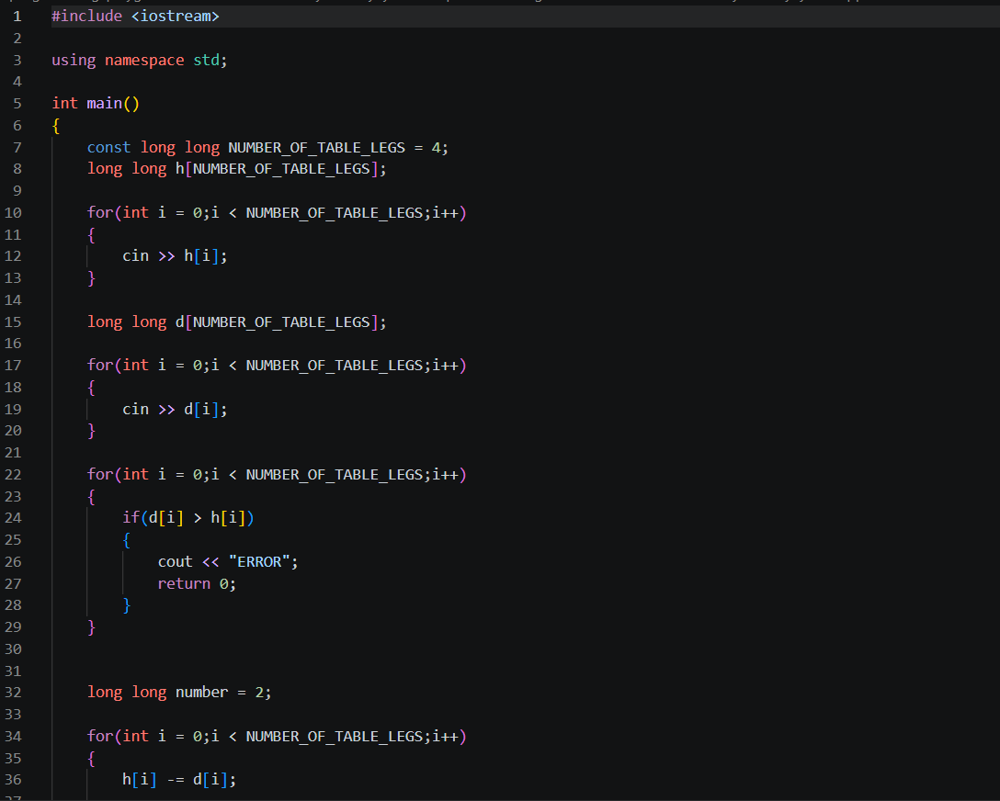 1 #include <iostream>
2
3 using namespace std;
4
5 int main()
6 {
7     const long long NUMBER_OF_TABLE_LEGS = 4;
8     long long h[NUMBER_OF_TABLE_LEGS];
9
10     for(int i = 0;i < NUMBER_OF_TABLE_LEGS;i++)
11     {
12         cin >> h[i];
13     }
14
15     long long d[NUMBER_OF_TABLE_LEGS];
16
17     for(int i = 0;i < NUMBER_OF_TABLE_LEGS;i++)
18     {
19         cin >> d[i];
20     }
21
22     for(int i = 0;i < NUMBER_OF_TABLE_LEGS;i++)
23     {
24         if(d[i] > h[i])
25         {
26             cout << "ERROR";
27             return 0;
28         }
29     }
30
31
32     long long number = 2;
33
34     for(int i = 0;i < NUMBER_OF_TABLE_LEGS;i++)
35     {
36         h[i] -= d[i];
37